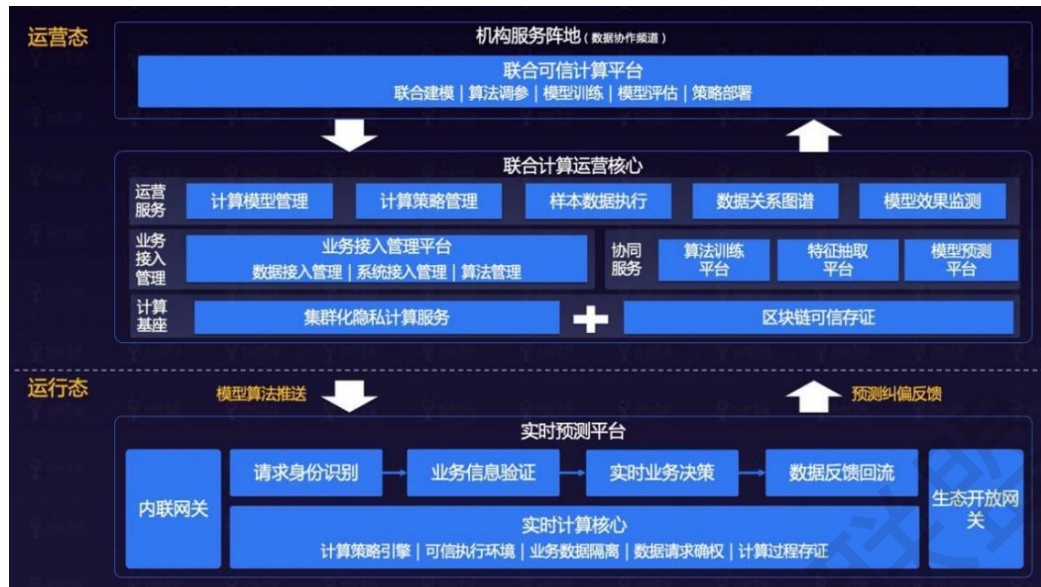 运营态
机构服务阵地(数据协作频道)
联合可信计算平台
联合建模 | 算法调参 | 模型训练 | 模型评估 | 策略部署
联合计算运营核心
运营
服务
计算模型管理
计算策略管理
样本数据执行
数据关系图谱
模型效果监测
业务
接入
管理
业务接入管理平台
数据接入管理 | 系统接入管理 | 算法管理
协同
服务
算法训练
平台
特征抽取
平台
模型预测
平台
计算
基座
集群化隐私计算服务
区块链可信存证
运行态
模型算法推送
预测纠偏反馈
实时预测平台
内联网关
请求身份识别
业务信息验证
实时业务决策
数据反馈回流
生态开放网
关
实时计算核心
计算策略引擎 | 可信执行环境 | 业务数据隔离 | 数据请求确权 | 计算过程存证
联盟